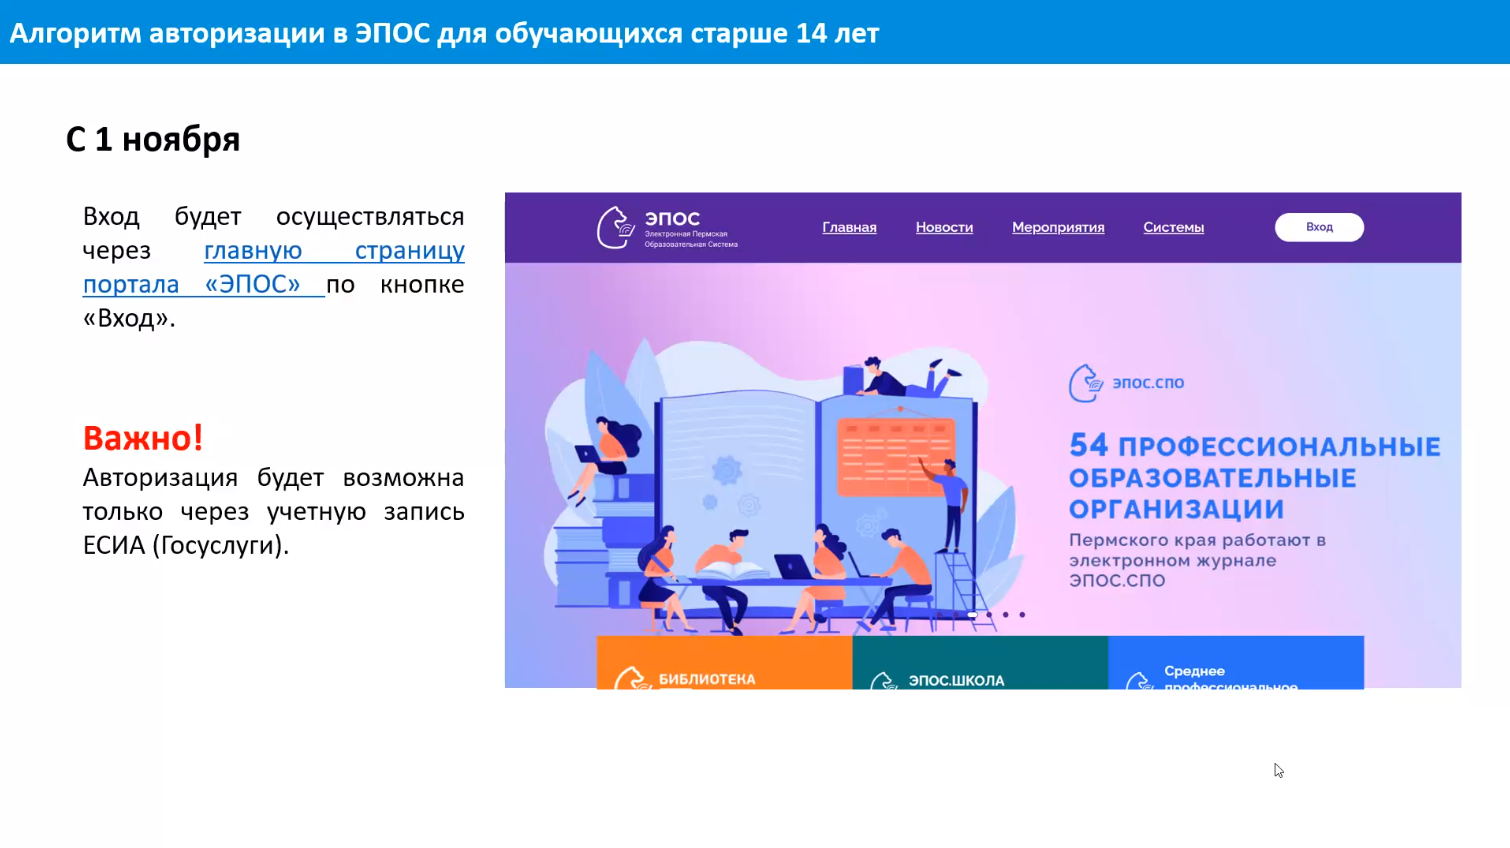 Алгоритм авторизации в ЭПОС для обучающихся старше 14 лет
С 1 ноября
Вход будет осуществляться
через главную страницу
портала «ЭПОС» по кнопке
«Вход».
Важно!
Авторизация будет возможна
только через учетную запись
ЕСИА (Госуслуги).
ЭПОС
Электронная Пермская
Образовательная Система
Главная Новости Мероприятия Системы Вход
ЭПОС.СПО
54 ПРОФЕССИОНАЛЬНЫЕ
ОБРАЗОВАТЕЛЬНЫЕ
ОРГАНИЗАЦИИ
Пермского края работают в
электронном журнале
ЭПОС.СПО
БИБЛИОТЕКА
ЭПОС.ШКОЛА
Среднее
профессиональное